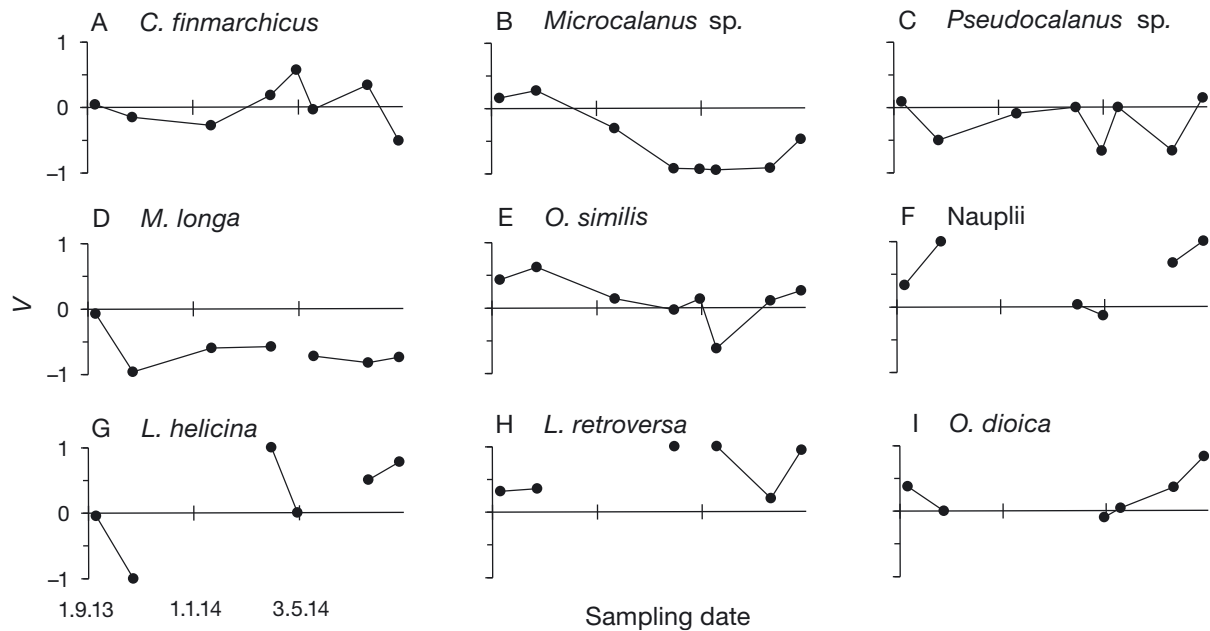 A C. finmarchicus
B Microcalanus sp.
C Pseudocalanus sp.
1
0
–1
D M. longa
E O. similis
F Nauplii
1
0
–1
V
G L. helicina
H L. retroversa
I O. dioica
1
0
–1
1.9.13 1.1.14 3.5.14
Sampling date